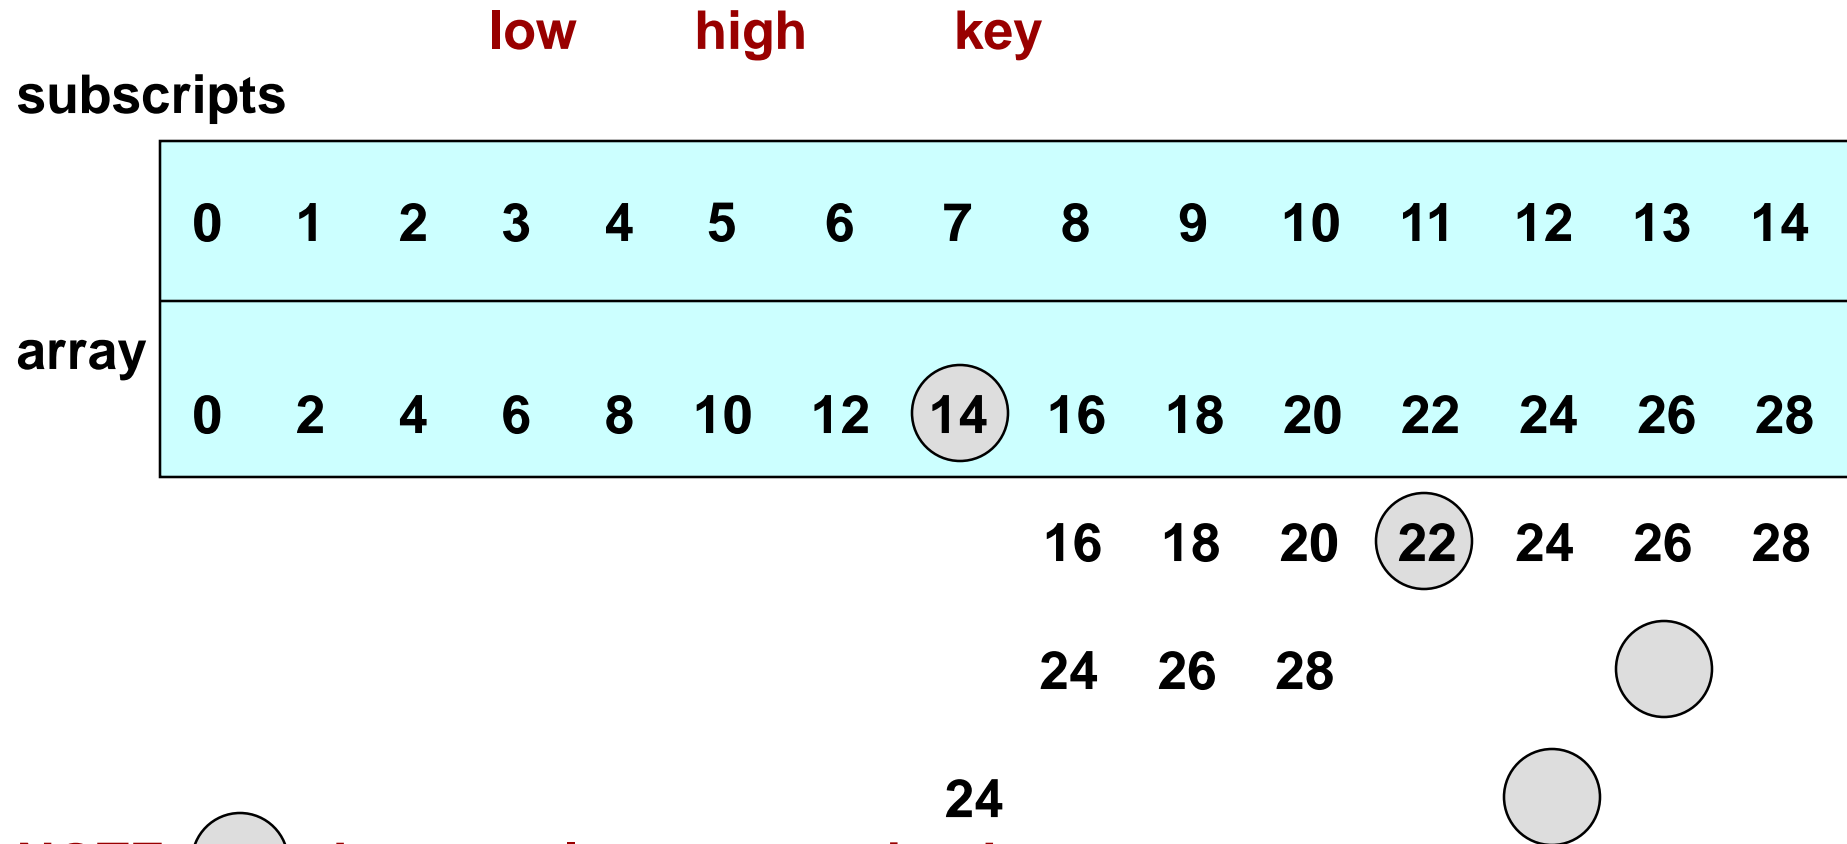 low high key
subscripts
0 1 2 3 4 5 6 7 8 9 10 11 12 13 14
array
0 2 4 6 8 10 12 14 16 18 20 22 24 26 28
16 18 20 22 24 26 28
24 26 28
24